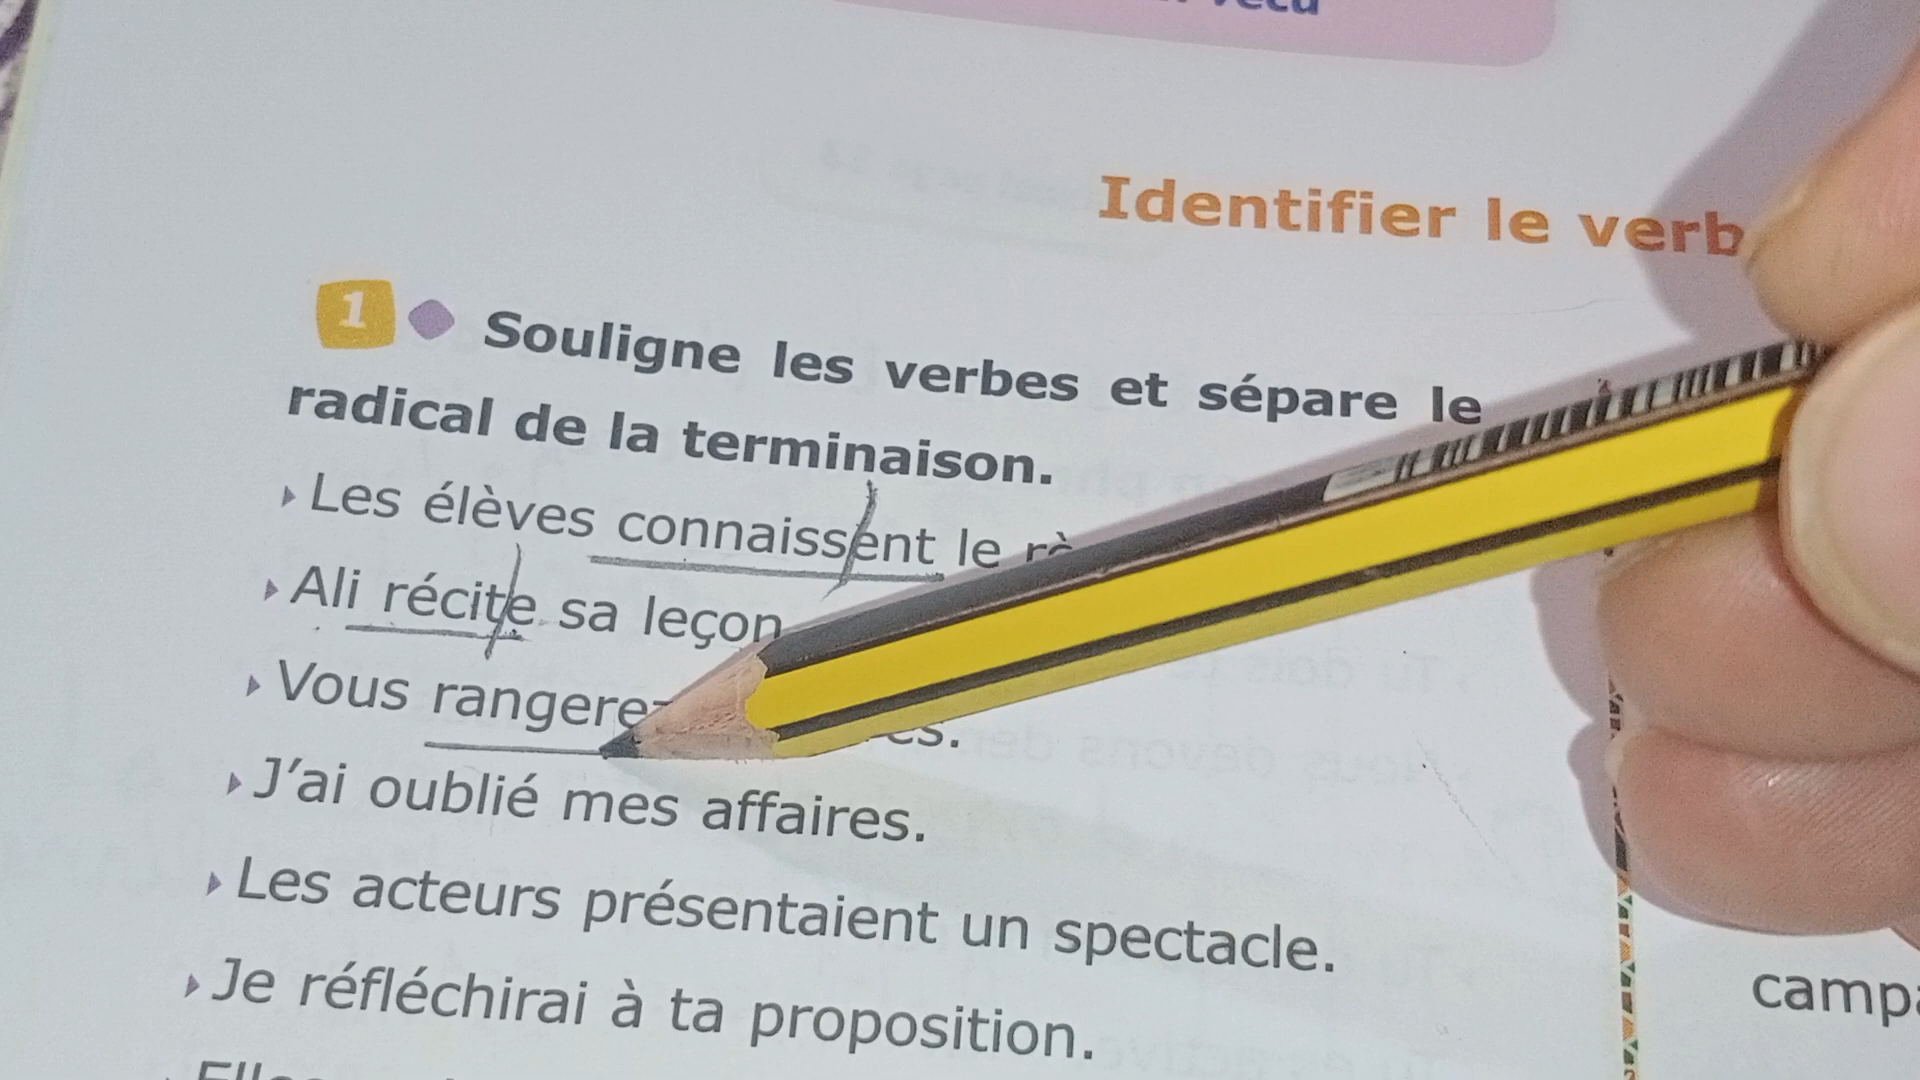 Identifier le verb
1 Souligne les verbes et sépare le
radical de la terminaison.
Les élèves connaissent le
Ali récite sa leçon
Vous rangere
J'ai oublié mes affaires.
Les acteurs présentaient un spectacle.
Je réfléchirai à ta proposition.
camp